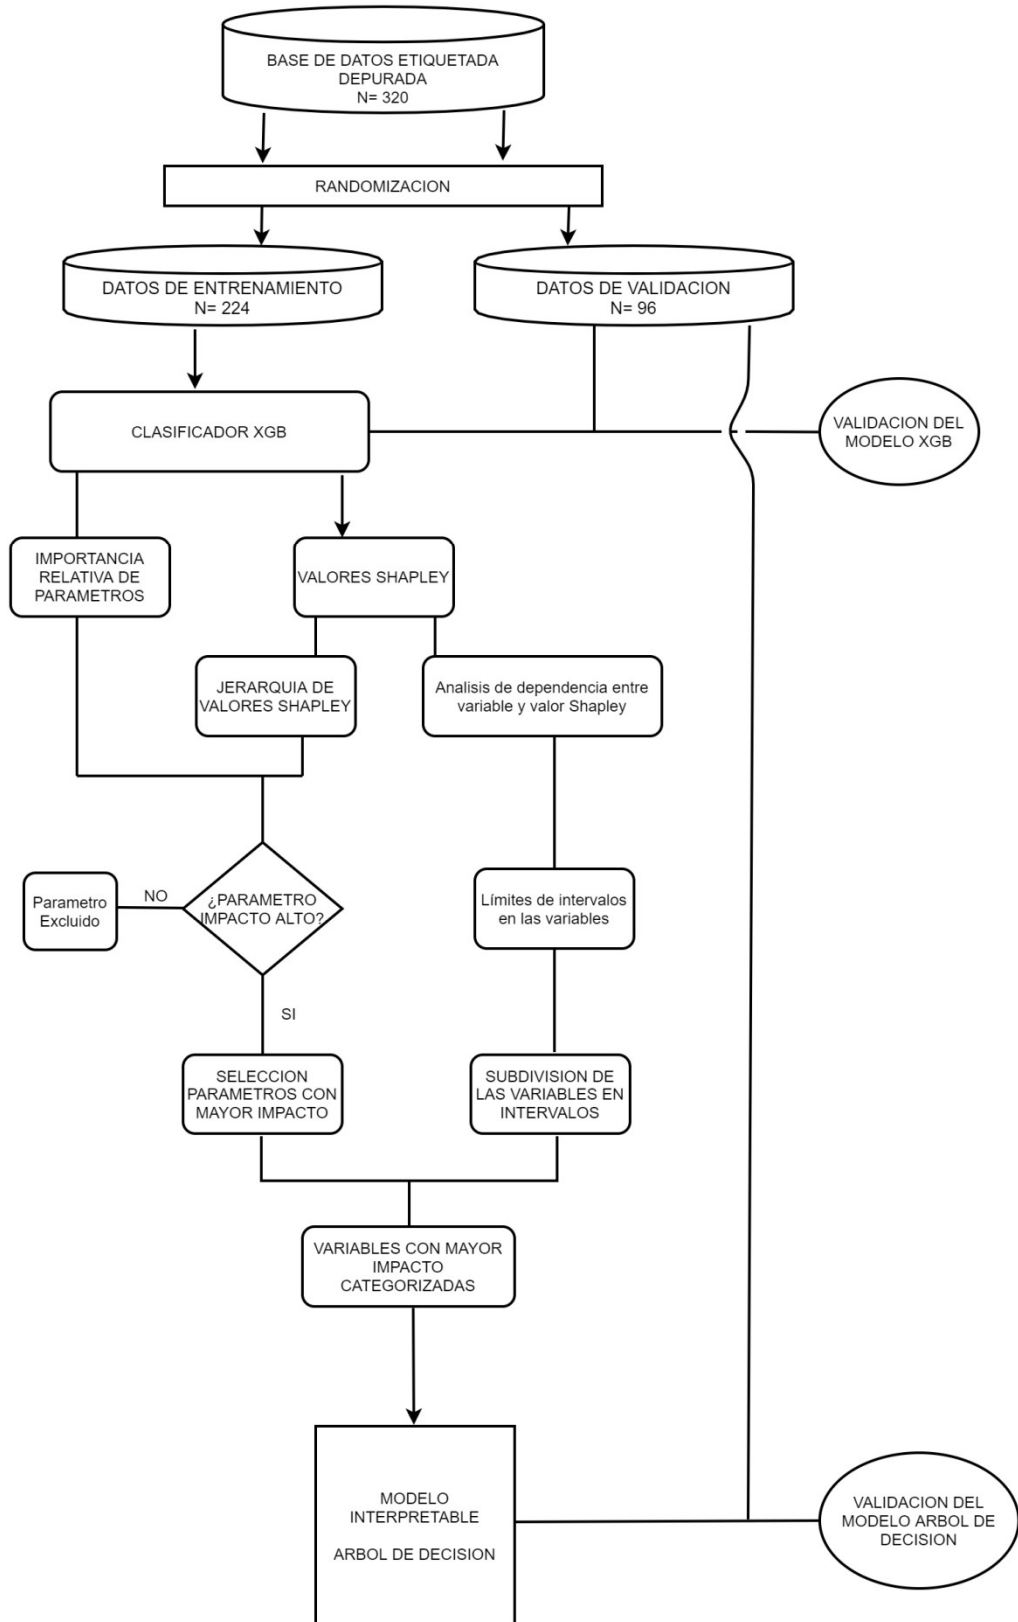 BASE DE DATOS ETIQUETADA
DEPURADA
N= 320
RANDOMIZACION
DATOS DE ENTRENAMIENTO
N= 224
DATOS DE VALIDACION
N= 96
CLASIFICADOR XGB
VALIDACION DEL
MODELO XGB
IMPORTANCIA
RELATIVA DE
PARAMETROS
VALORES SHAPLEY
JERARQUIA DE
VALORES SHAPLEY
Analisis de dependencia entre
variable y valor Shapley
Parametro
Excluido
NO
¿PARAMETRO
IMPACTO ALTO?
Límites de intervalos
en las variables
SI
SELECCION
PARAMETROS CON
MAYOR IMPACTO
SUBDIVISION DE
LAS VARIABLES EN
INTERVALOS
VARIABLES CON MAYOR
IMPACTO
CATEGORIZADAS
MODELO
INTERPRETABLE
ARBOL DE DECISION
VALIDACION DEL
MODELO ARBOL DE
DECISION